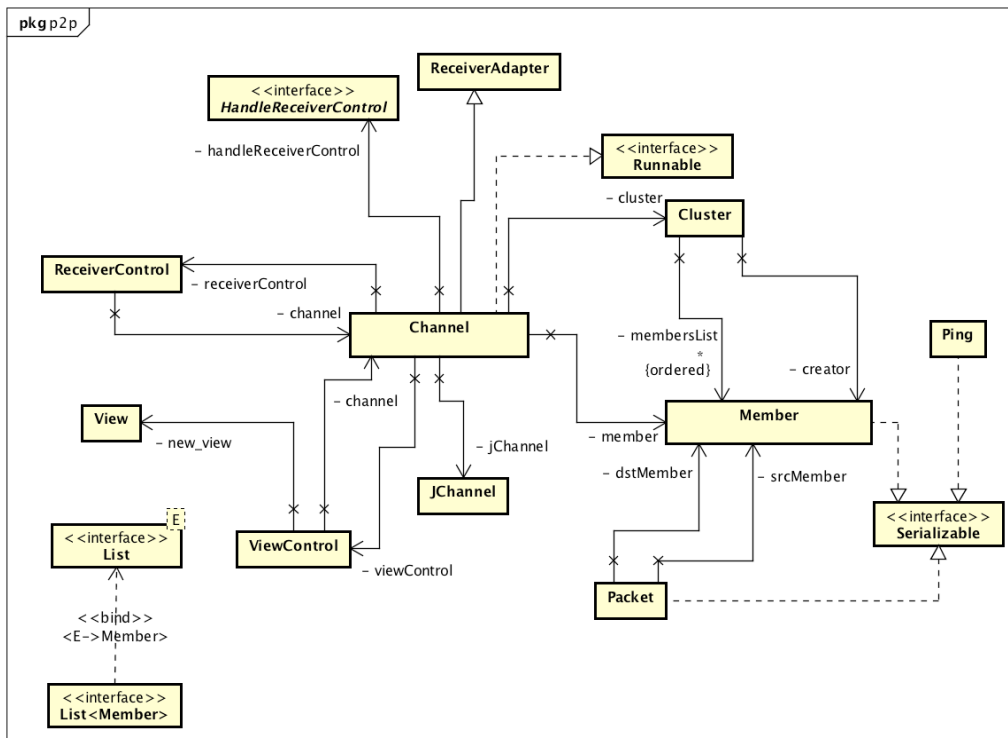 pkg p2p
ReceiverAdapter
<<interface>>
HandleReceiverControl
- handleReceiverControl
<<interface>>
Runnable
- cluster
Cluster
ReceiverControl
- receiverControl
- channel
Channel
- membersList
*
{ordered}
- creator
Ping
- channel
View
- new_view
Member
- member
- jChannel
- dstMember
- srcMember
JChannel
<<interface>>
Serializable
E
<<interface>>
List
ViewControl
- viewControl
Packet
<<bind>>
<E->Member>
<<interface>>
List<Member>